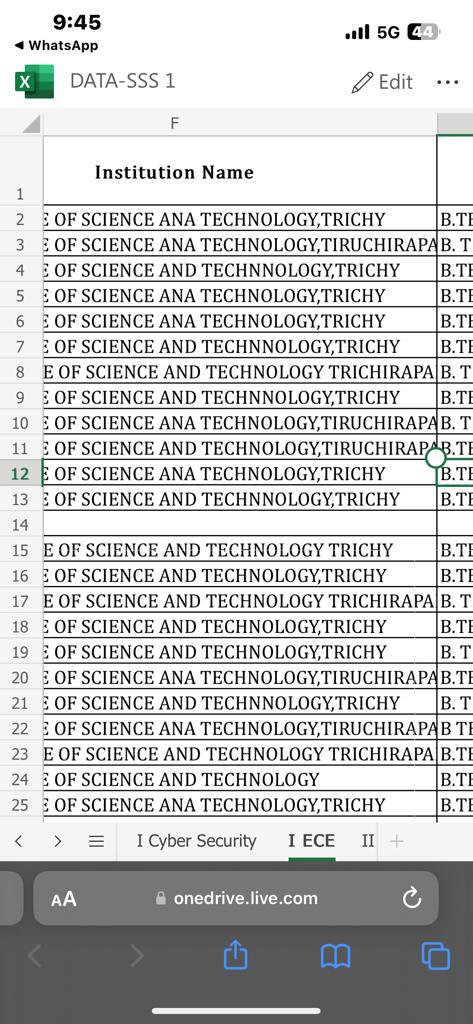 9:45
5G 44
◄ WhatsApp
X DATA-SSS 1 Edit ...
F
1 Institution Name
2 E OF SCIENCE ANA TECHNOLOGY,TRICHY B.TE
3 E OF SCIENCE ANA TECHNOLOGY,TIRUCHIRAPA B. T
4 E OF SCIENCE AND TECHNNOLOGY,TRICHY B.TE
5 E OF SCIENCE ANA TECHNOLOGY,TRICHY B.TE
6 E OF SCIENCE ANA TECHNOLOGY,TRICHY B.TE
7 E OF SCIENCE AND TECHNNOLOGY,TRICHY B.TE
8 E OF SCIENCE AND TECHNOLOGY TRICHIRAPA B. T
9 E OF SCIENCE AND TECHNNOLOGY,TRICHY B.TE
10 E OF SCIENCE ANA TECHNOLOGY,TIRUCHIRAPA B. T
11 E OF SCIENCE AND TECHNOLOGY,TIRUCHIRAPA B.TE
12 E OF SCIENCE ANA TECHNOLOGY,TRICHY B.TE
13 E OF SCIENCE AND TECHNNOLOGY,TRICHY B.TE
14
15 E OF SCIENCE AND TECHNOLOGY TRICHY B.TE
16 E OF SCIENCE AND TECHNOLOGY,TRICHY B.TE
17 E OF SCIENCE AND TECHNOLOGY TRICHIRAPA B. T
18 E OF SCIENCE AND TECHNOLOGY,TRICHY B.TE
19 E OF SCIENCE ANA TECHNOLOGY,TRICHY B. T
20 E OF SCIENCE ANA TECHNOLOGY,TIRUCHIRAPA B.TE
21 E OF SCIENCE AND TECHNNOLOGY,TRICHY B. T
22 E OF SCIENCE ANA TECHNOLOGY,TIRUCHIRAPA B TE
23 E OF SCIENCE AND TECHNOLOGY TRICHIRAPA B.TE
24 E OF SCIENCE AND TECHNOLOGY B.TE
25 E OF SCIENCE ANA TECHNOLOGY,TRICHY B.TE
I Cyber Security I ECE II +
AA onedrive.live.com